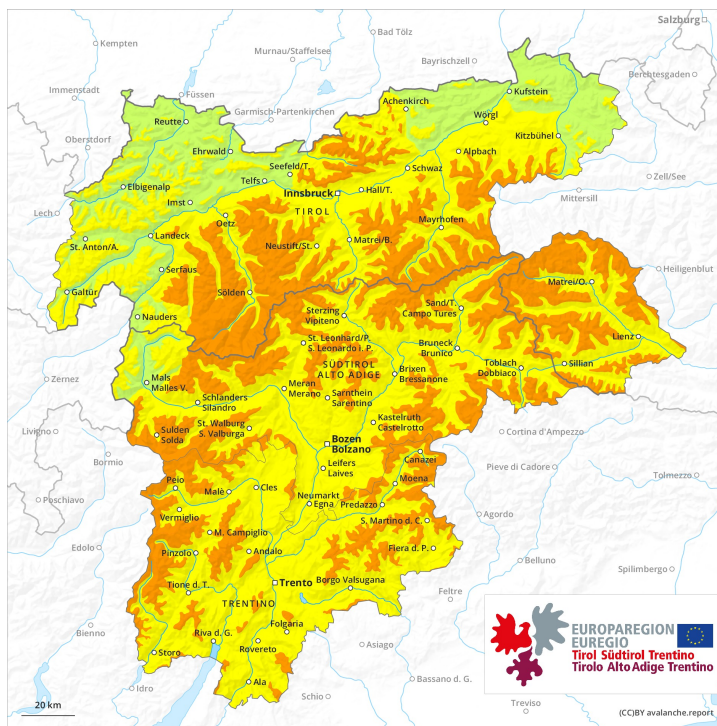 Salzburg
Bad Tölz
Kempten
Murnau/Staffelsee
Bayrischzell
Berchtesgaden
Immenstadt
Füssen
Garmisch-Partenkirchen
Achenkirch
Kufstein
Reutte
Wörgl
Oberstdorf
Ehrwald
Kitzbühel
Seefeld/T.
Alpbach
Telfs
Schwaz
Zell/See
Elbigenalp
Innsbruck
Hall/T.
Mittersill
Lech
Imst
TIROL
Oetz
Mayrhofen
St. Anton/A.
Landeck
Neustift/St.
Matrei/B.
Heiligenblut
Serfaus
Matrei/O.
Galtür
Sölden
Nauders
Sterzing
Vipiteno
Sand/T.
Campo Tures
Lienz
St. Leonhard/P.
S. Leonardo i. P.
Bruneck
Brunico
Sillian
SÜDTIROL
ALTO ADIGE
Toblach
Dobbiaco
Zernez
Mals
Malles V.
Meran
Merano
Brixen
Bressanone
Schlanders
Silandro
Sarnthein
Sarentino
Livigno
St. Walburg
S. Valburga
Kastelruth
Castelrotto
Cortina d'Ampezzo
Sulden
Solda
Bozen
Bolzano
Bormio
Canazei
Pieve di Cadore
Leifers
Laives
Tolmezzo
Peio
Cles
Moena
Poschiavo
Malè
Neumarkt
Egna
Predazzo
Vermiglio
Agordo
S. Martino d. C.
M. Campiglio
Edolo
Pinzolo
Andalo
Fiera d. P.
Belluno
Spilimbergo
Trento
Borgo Valsugana
Tione d. T.
Feltre
TRENTINO
Folgaria
Bienno
Riva d. G.
Rovereto
Asiago
Storo
Bassano d. G.
Idro
Ala
Schio
Treviso
EUROPAREGION
EUREGIO
Tirol Südtirol Trentino
Tirolo Alto Adige Trentino
20 km
(CC)BY avalanche.report